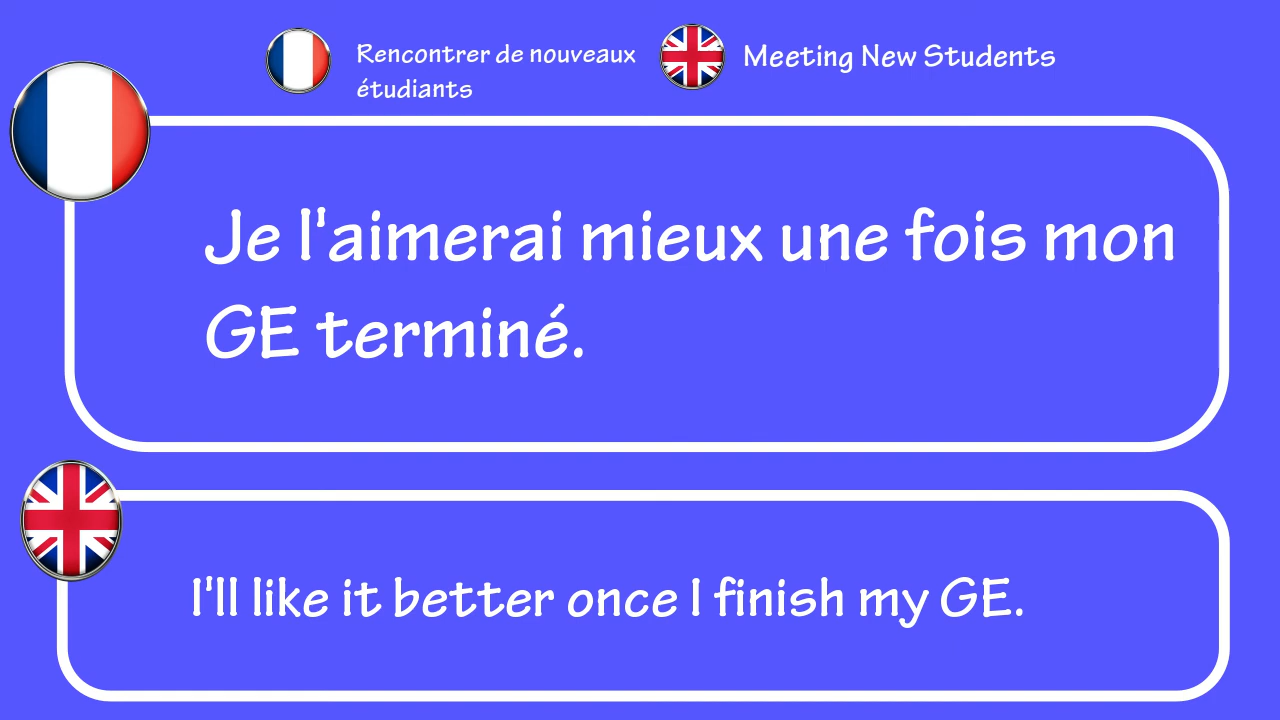 Rencontrer de nouveaux
étudiants
Meeting New Students
Je l'aimerai mieux une fois mon
GE terminé.
I'll like it better once I finish my GE.